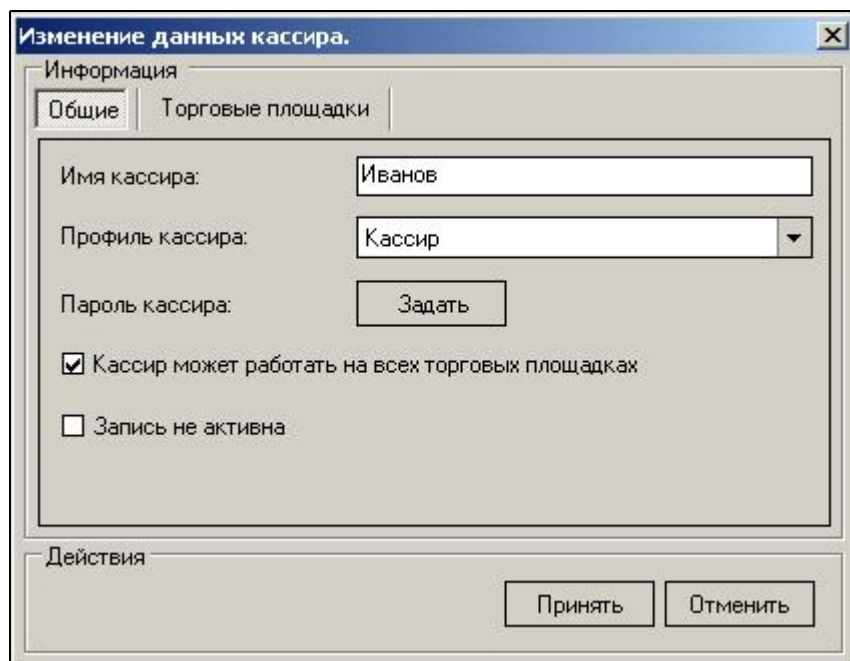 Изменение данных кассира.
Информация
Общие Торговые площадки
Имя кассира: Иванов
Профиль кассира: Кассир
Пароль кассира: Задать
Кассир может работать на всех торговых площадках
Запись не активна
Действия
Принять Отменить